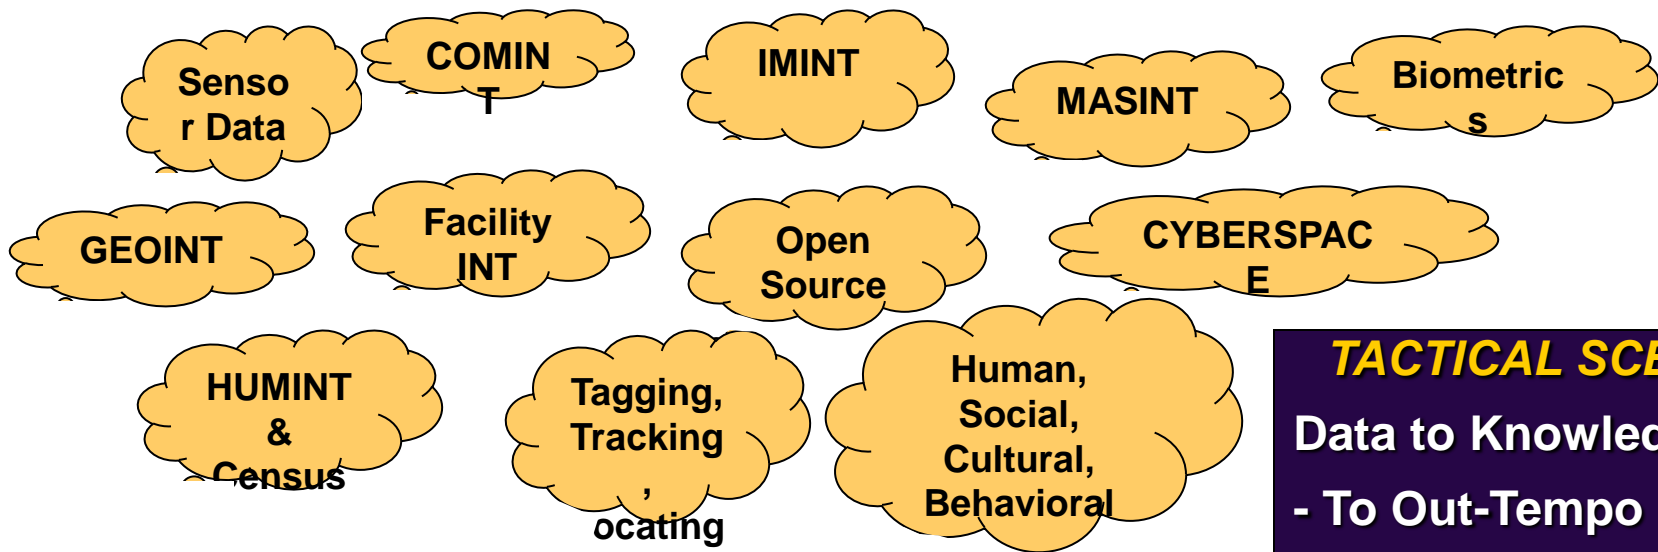 Senso
r Data
COMIN
T
IMINT
MASINT
Biometric
s
GEOINT
Facility
INT
Open
Source
CYBERSPAC
E
HUMINT
&
Census
Tagging,
Tracking
,
ocating
Human,
Social,
Cultural,
Behavioral
TACTICAL SCE
Data to Knowled
- To Out-Tempo